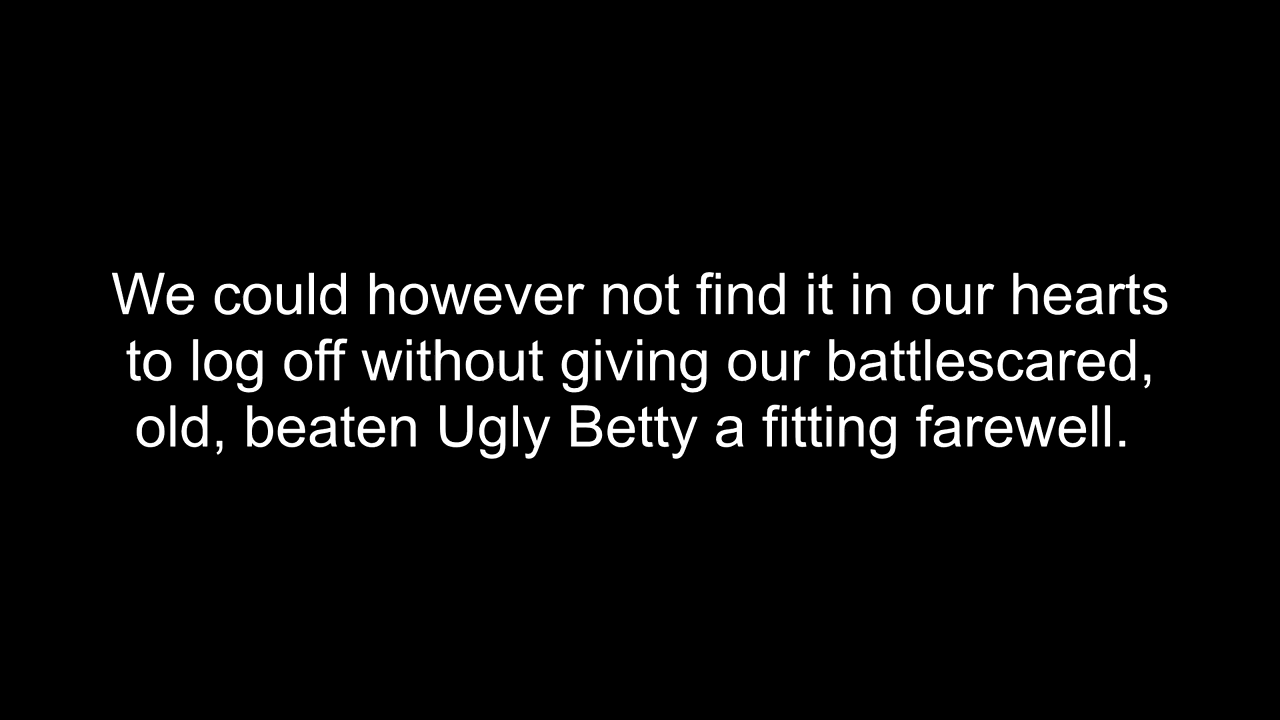 We could however not find it in our hearts
to log off without giving our battlescared,
old, beaten Ugly Betty a fitting farewell.